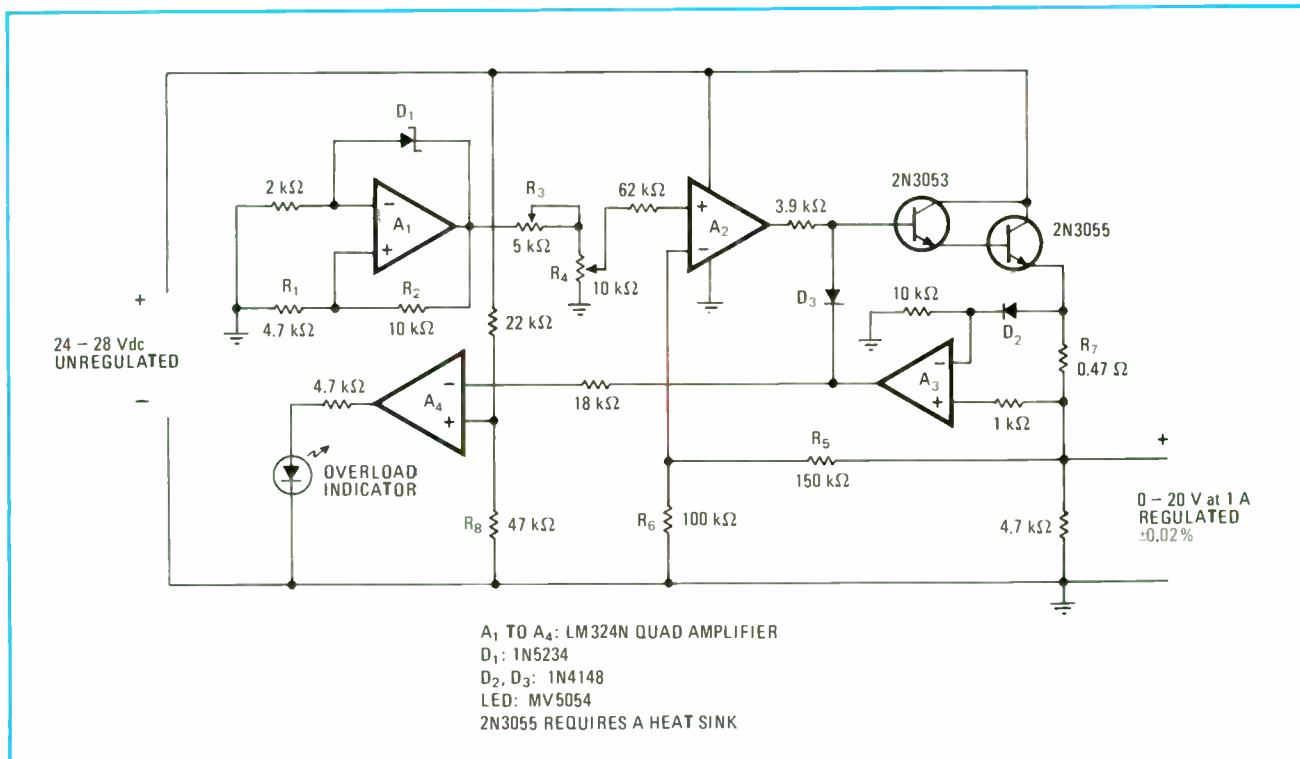 D1
2 kΩ
−
A1
+
R1
4.7 kΩ
R2
10 kΩ
R3
5 kΩ
R4
10 kΩ
62 kΩ
+
A2
−
3.9 kΩ
2N3053
2N3055
D3
10 kΩ
D2
R7
0.47 Ω
−
A3
+
1 kΩ
22 kΩ
+
24 – 28 Vdc
UNREGULATED
−
4.7 kΩ
−
A4
+
18 kΩ
OVERLOAD
INDICATOR
R8
47 kΩ
R5
150 kΩ
R6
100 kΩ
4.7 kΩ
+
0 – 20 V at 1 A
REGULATED
±0.02%
−
A1 TO A4: LM324N QUAD AMPLIFIER
D1: 1N5234
D2, D3: 1N4148
LED: MV5054
2N3055 REQUIRES A HEAT SINK